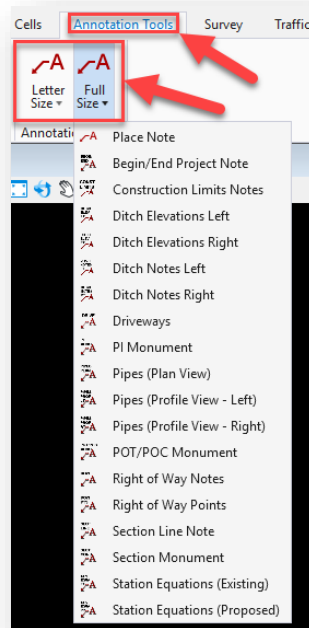 Cells Annotation Tools Survey Traffi
Letter Size Full Size
Annotati
Place Note
Begin/End Project Note
Construction Limits Notes
Ditch Elevations Left
Ditch Elevations Right
Ditch Notes Left
Ditch Notes Right
Driveways
PI Monument
Pipes (Plan View)
Pipes (Profile View - Left)
Pipes (Profile View - Right)
POT/POC Monument
Right of Way Notes
Right of Way Points
Section Line Note
Section Monument
Station Equations (Existing)
Station Equations (Proposed)